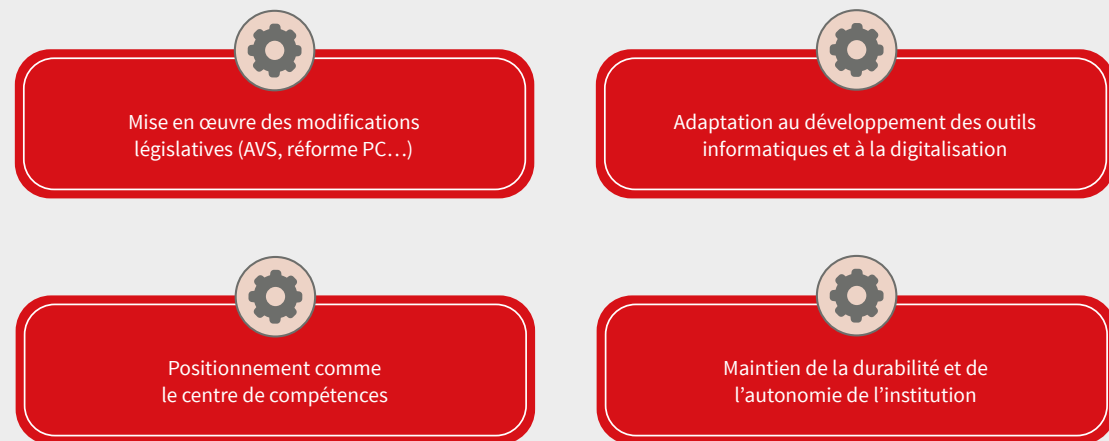 Mise en œuvre des modifications
législatives (AVS, réforme PC…)
Adaptation au développement des outils
informatiques et à la digitalisation
Positionnement comme
le centre de compétences
Maintien de la durabilité et de
l’autonomie de l’institution